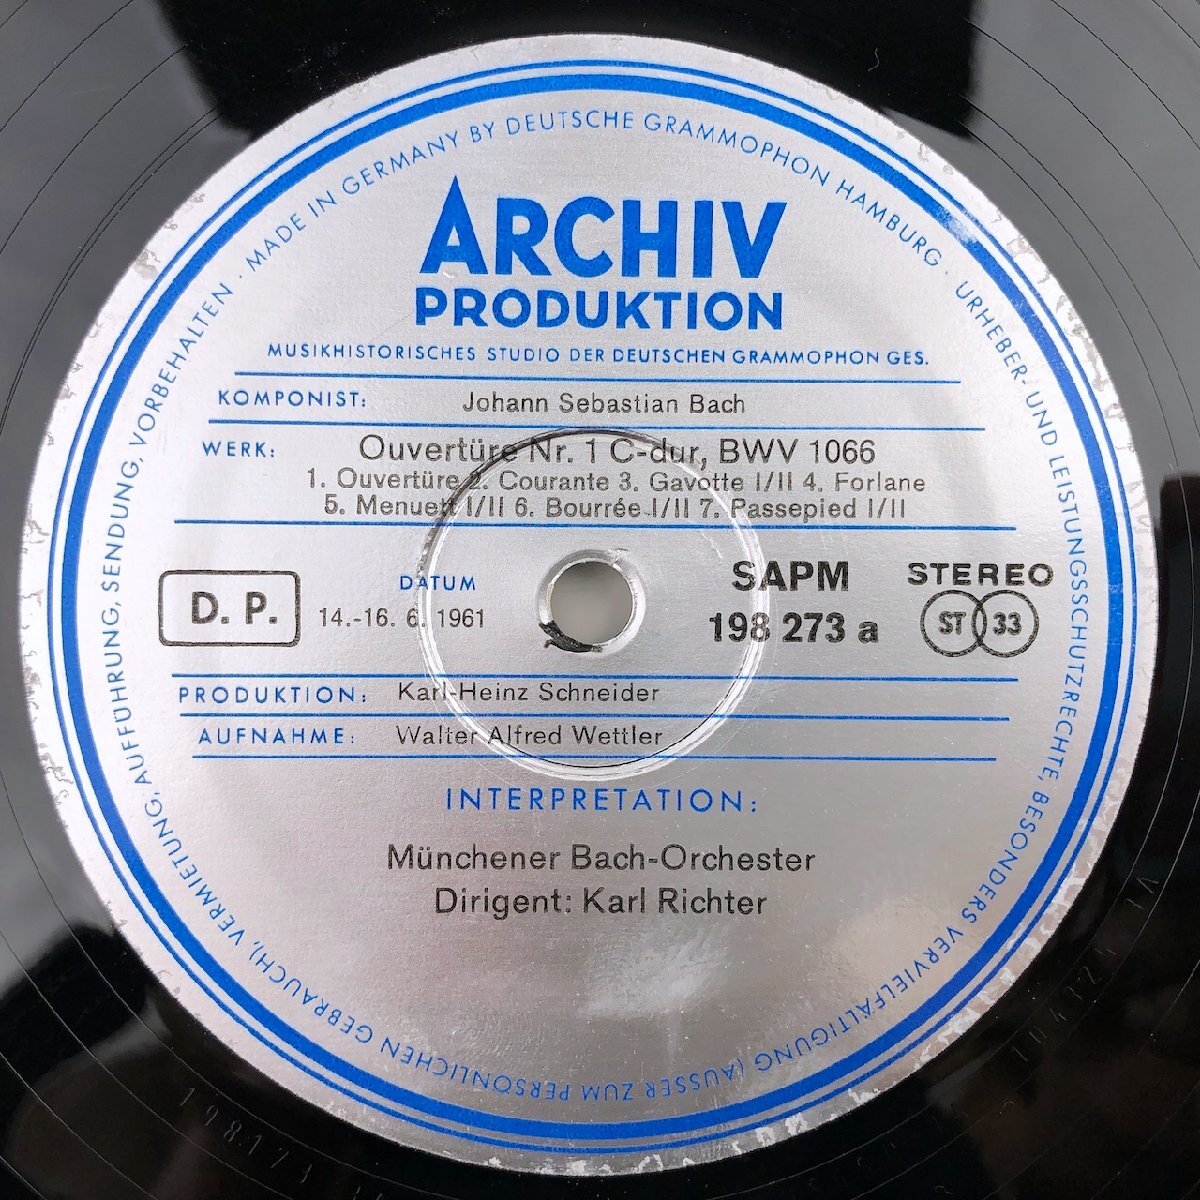 MADE IN GERMANY BY DEUTSCHE GRAMMOPHON HAMBURG · URHEBER- UND LEISTUNGSSCHUTZRECHTE, BESONDERS VERVIELFÄLTIGUNG (AUSSER ZUM PERSÖNLICHEN GEBRAUCH), VERMIETUNG, AUFFÜHRUNG, SENDUNG, VORBEHALTEN ·
ARCHIV
PRODUKTION
MUSIKHISTORISCHES STUDIO DER DEUTSCHEN GRAMMOPHON GES.
KOMPONIST: Johann Sebastian Bach
WERK: Ouvertüre Nr. 1 C-dur, BWV 1066
1. Ouvertüre 2. Courante 3. Gavotte I/II 4. Forlane
5. Menuett I/II 6. Bourrée I/II 7. Passepied I/II
D. P.
DATUM
14.-16. 6. 1961
SAPM
198 273 a
STEREO
ST 33
PRODUKTION: Karl-Heinz Schneider
AUFNAHME: Walter Alfred Wettler
INTERPRETATION:
Münchener Bach-Orchester
Dirigent: Karl Richter